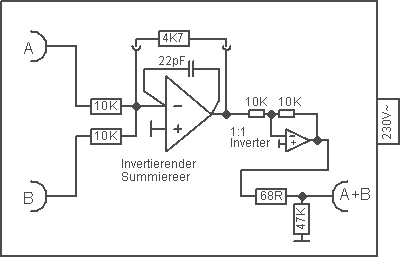 4K7
A
22pF
10K
10K
10K
10K
1:1
Inverter
230V~
Invertierender
Summiereer
B
68R
A+B
47K